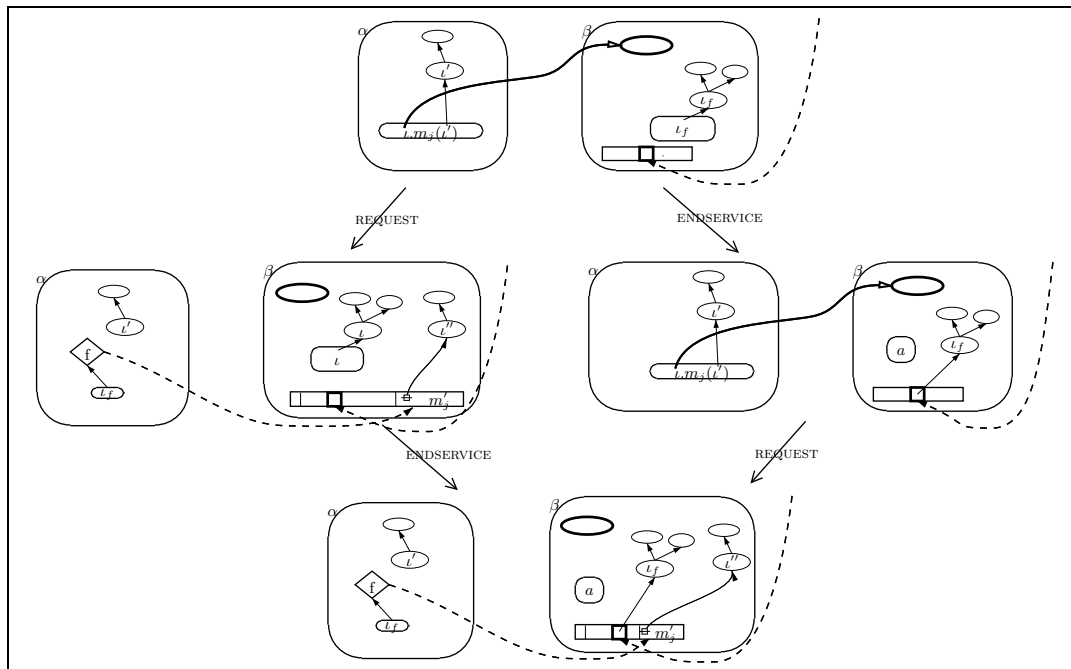 α
β
ι′
ι.m_j(ι′)
ι_f
ι_f
REQUEST
ENDSERVICE
α
β
α
β
ι′
f
ι_f
ι
ι″
ι
m′_j
ι′
ι.m_j(ι′)
a
ι_f
ENDSERVICE
REQUEST
α
β
ι′
f
ι_f
ι_f
ι″
a
m′_j